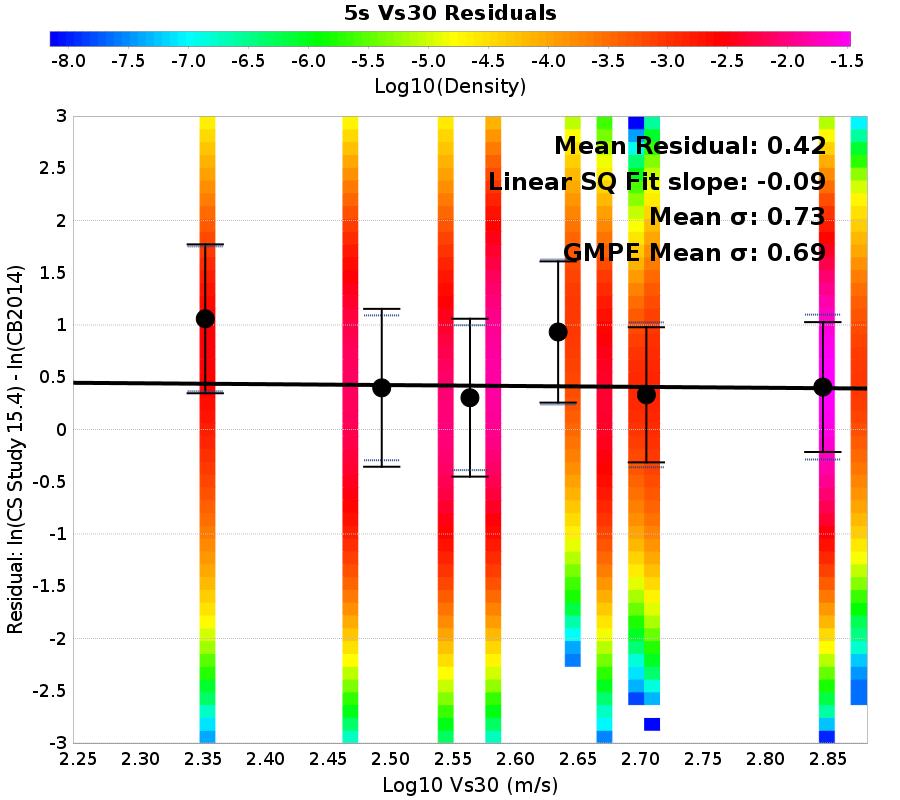 5s Vs30 Residuals
-8.0 -7.5 -7.0 -6.5 -6.0 -5.5 -5.0 -4.5 -4.0 -3.5 -3.0 -2.5 -2.0 -1.5
Log10(Density)
Mean Residual: 0.42
Linear SQ Fit slope: -0.09
Mean σ: 0.73
GMPE Mean σ: 0.69
Residual: ln(CS Study 15.4) - ln(CB2014)
3
2.5
2
1.5
1
0.5
0
-0.5
-1
-1.5
-2
-2.5
-3
2.25 2.30 2.35 2.40 2.45 2.50 2.55 2.60 2.65 2.70 2.75 2.80 2.85
Log10 Vs30 (m/s)